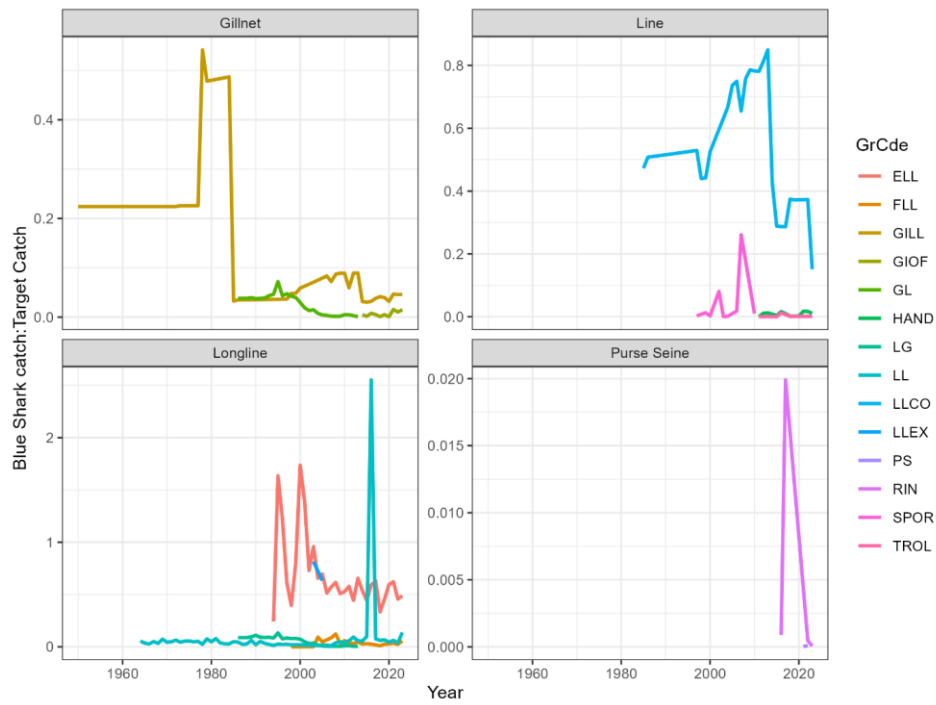 Gillnet
Line
0.4
0.2
0.0
0.8
0.6
0.4
0.2
0.0
Longline
Purse Seine
2
1
0
0.020
0.015
0.010
0.005
0.000
1960
1980
2000
2020
1960
1980
2000
2020
Year
Blue Shark catch:Target Catch
GrCde
ELL
FLL
GILL
GIOF
GL
HAND
LG
LL
LLCO
LLEX
PS
RIN
SPOR
TROL